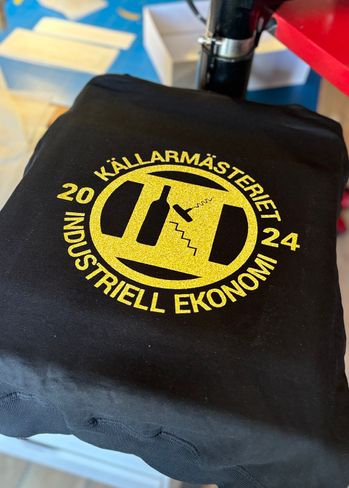 KÄLLARMÄSTERIET
20 24
INDUSTRIELL EKONOMI